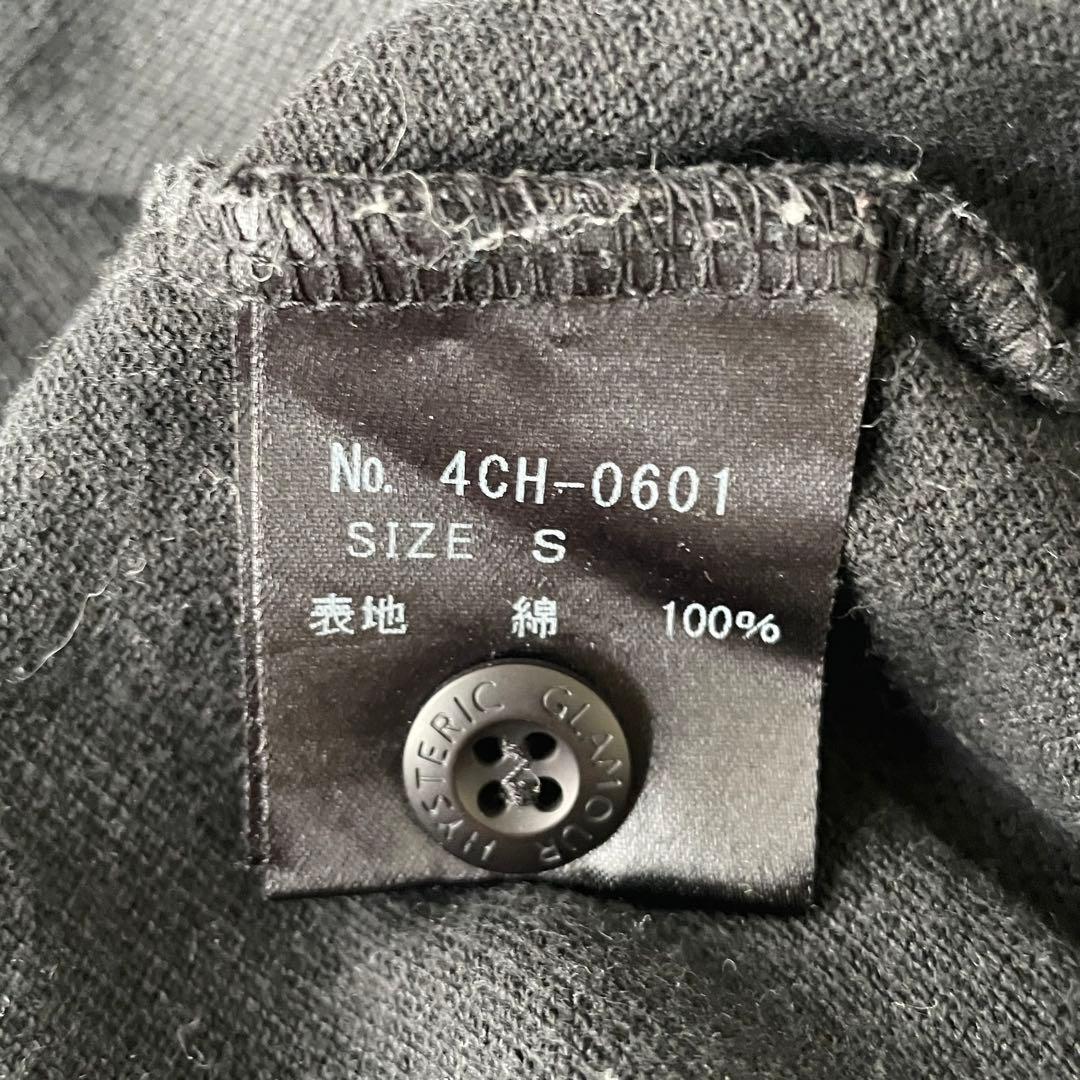 No. 4CH-0601
SIZE S
表地 綿 100%
HYSTERIC GLAMOUR